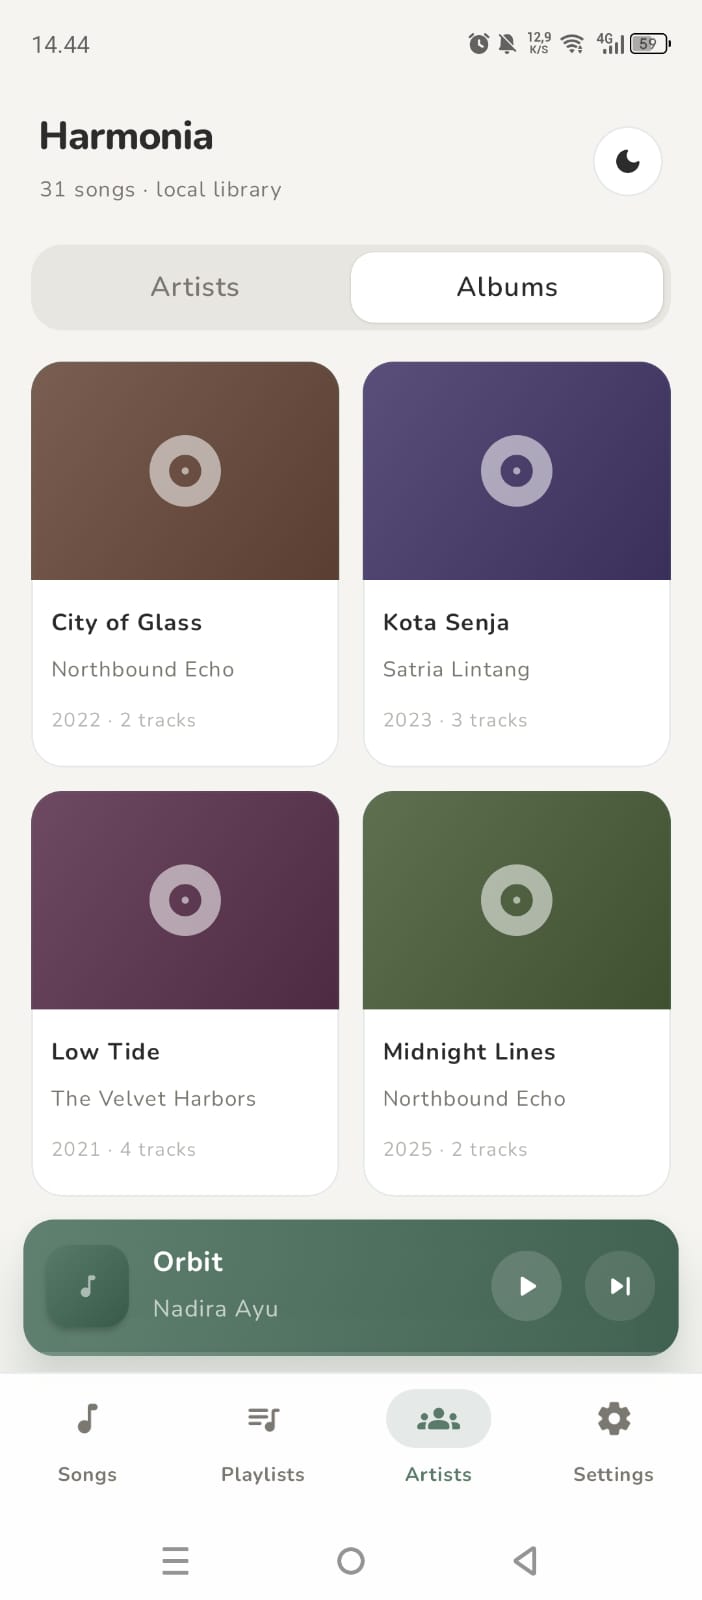 14.44
12,9
K/S
4G
59
Harmonia
31 songs · local library
Artists
Albums
City of Glass
Northbound Echo
2022 · 2 tracks
Kota Senja
Satria Lintang
2023 · 3 tracks
Low Tide
The Velvet Harbors
2021 · 4 tracks
Midnight Lines
Northbound Echo
2025 · 2 tracks
Orbit
Nadira Ayu
Songs
Playlists
Artists
Settings